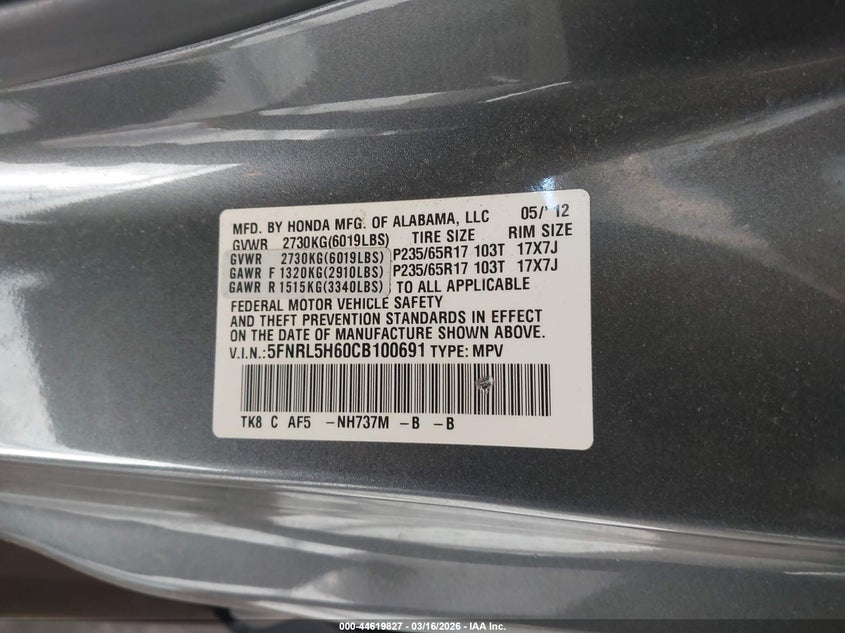 MFD. BY HONDA MFG. OF ALABAMA, LLC 05/'12
GVWR 2730KG(6019LBS) TIRE SIZE RIM SIZE
GVWR 2730KG(6019LBS) P235/65R17 103T 17X7J
GAWR F 1320KG(2910LBS) P235/65R17 103T 17X7J
GAWR R 1515KG(3340LBS) TO ALL APPLICABLE
FEDERAL MOTOR VEHICLE SAFETY
AND THEFT PREVENTION STANDARDS IN EFFECT
ON THE DATE OF MANUFACTURE SHOWN ABOVE.
V.I.N.:5FNRL5H60CB100691 TYPE: MPV
TK8 C AF5 -NH737M -B -B
000-44619827 - 03/16/2026 - IAA Inc.